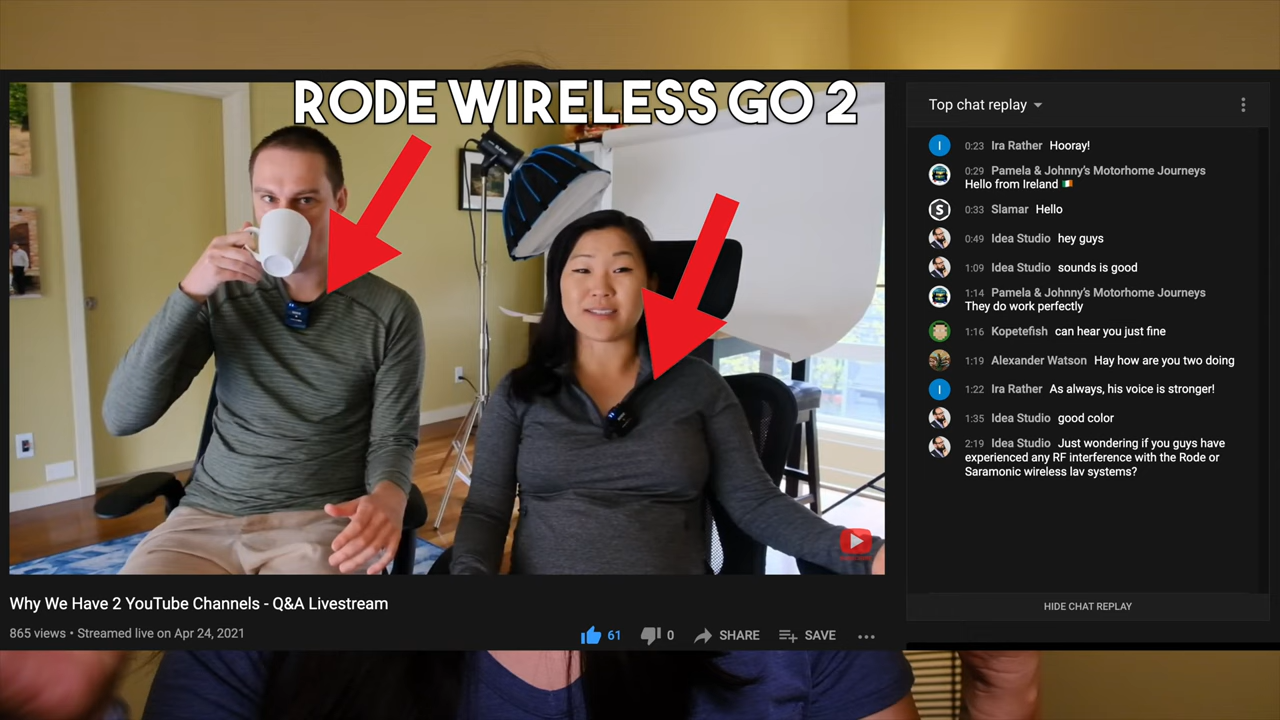 RODE WIRELESS GO 2
Top chat replay
0:23 Ira Rather Hooray!
0:29 Pamela & Johnny's Motorhome Journeys
Hello from Ireland 🇮🇪
0:33 Slamar Hello
0:49 Idea Studio hey guys
1:09 Idea Studio sounds is good
1:14 Pamela & Johnny's Motorhome Journeys
They do work perfectly
1:16 Kopetefish can hear you just fine
1:19 Alexander Watson Hay how are you two doing
1:22 Ira Rather As always, his voice is stronger!
1:35 Idea Studio good color
2:19 Idea Studio Just wondering if you guys have
experienced any RF interference with the Rode or
Saramonic wireless lav systems?
HIDE CHAT REPLAY
Why We Have 2 YouTube Channels - Q&A Livestream
865 views • Streamed live on Apr 24, 2021
61 0 SHARE SAVE